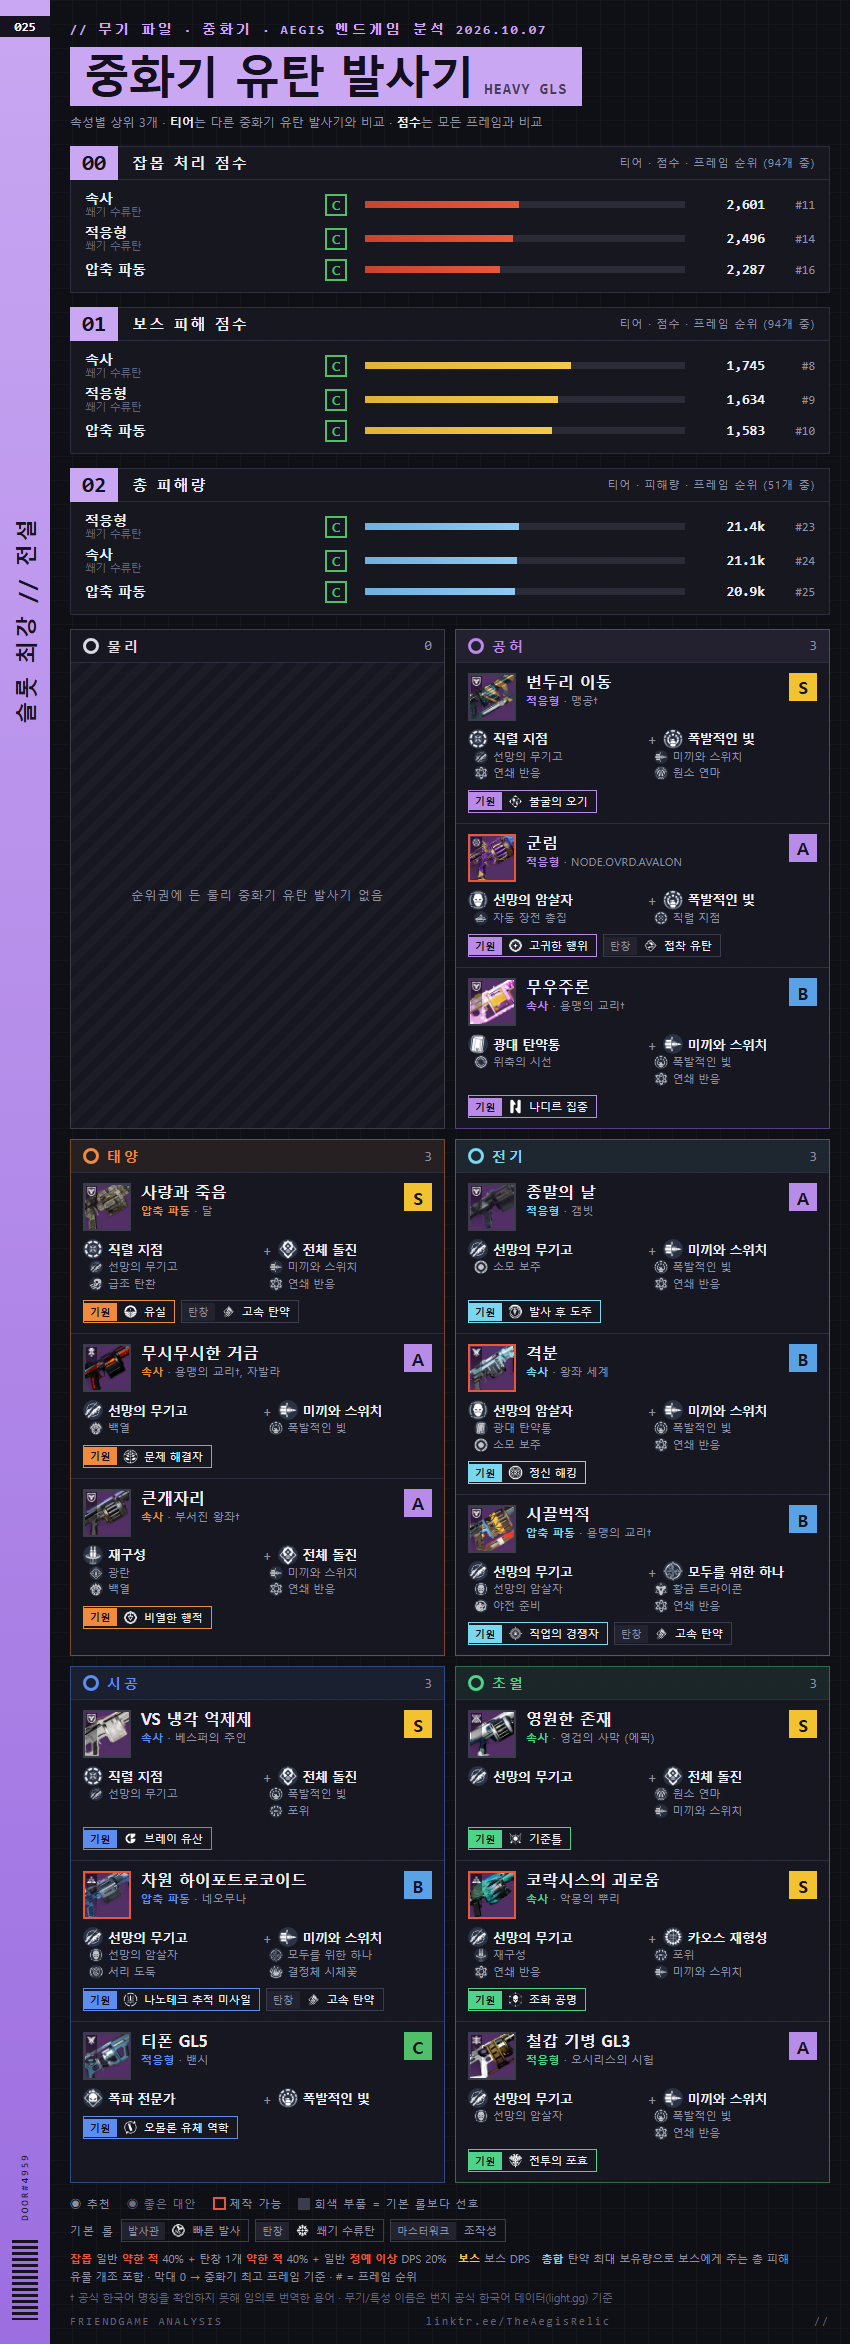 025
// 무기 파일 · 중화기 · AEGIS 엔드게임 분석 2026.10.07
중화기 유탄 발사기 HEAVY GLS
속성별 상위 3개 · 티어는 다른 중화기 유탄 발사기와 비교 · 점수는 모든 프레임과 비교
00 잡몹 처리 점수 티어 · 점수 · 프레임 순위 (94개 중)
속사 C 2,601 #11
쐐기 수류탄
적응형 C 2,496 #14
쐐기 수류탄
압축 파동 C 2,287 #16
01 보스 피해 점수 티어 · 점수 · 프레임 순위 (94개 중)
속사 C 1,745 #8
쐐기 수류탄
적응형 C 1,634 #9
쐐기 수류탄
압축 파동 C 1,583 #10
02 총 피해량 티어 · 피해량 · 프레임 순위 (51개 중)
적응형 C 21.4k #23
쐐기 수류탄
속사 C 21.1k #24
쐐기 수류탄
압축 파동 C 20.9k #25
슬롯 최강 // 전설
물리 0
순위권에 든 물리 중화기 유탄 발사기 없음
공허 3
변두리 이동 S
적응형 · 맹공†
직렬 지점 + 폭발적인 빛
선망의 무기고 미끼와 스위치
연쇄 반응 원소 연마
기원 불굴의 오기
군림 A
적응형 · NODE.OVRD.AVALON
선망의 암살자 + 폭발적인 빛
자동 장전 총집 직렬 지점
기원 고귀한 행위 탄창 접착 유탄
무우주론 B
속사 · 용맹의 교리†
광대 탄약통 + 미끼와 스위치
위축의 시선 폭발적인 빛
연쇄 반응
기원 나디르 집중
태양 3
사랑과 죽음 S
압축 파동 · 달
직렬 지점 + 전체 돌진
선망의 무기고 미끼와 스위치
급조 탄환 연쇄 반응
기원 유실 탄창 고속 탄약
무시무시한 거금 A
속사 · 용맹의 교리†, 자발라
선망의 무기고 + 미끼와 스위치
백열 폭발적인 빛
기원 문제 해결자
큰개자리 A
속사 · 부서진 왕좌†
재구성 + 전체 돌진
광란 미끼와 스위치
백열 연쇄 반응
기원 비열한 행적
전기 3
종말의 날 A
적응형 · 갬빗
선망의 무기고 + 미끼와 스위치
소모 보주 폭발적인 빛
연쇄 반응
기원 발사 후 도주
격분 B
속사 · 왕좌 세계
선망의 암살자 + 미끼와 스위치
광대 탄약통 폭발적인 빛
소모 보주 연쇄 반응
기원 정신 해킹
시끌벅적 B
압축 파동 · 용맹의 교리†
선망의 무기고 + 모두를 위한 하나
선망의 암살자 황금 트라이콘
야전 준비 연쇄 반응
기원 직업의 경쟁자 탄창 고속 탄약
시공 3
VS 냉각 억제제 S
속사 · 베스퍼의 주인
직렬 지점 + 전체 돌진
선망의 무기고 폭발적인 빛
포위
기원 브레이 유산
차원 하이포트로코이드 B
압축 파동 · 네오무나
선망의 무기고 + 미끼와 스위치
선망의 암살자 모두를 위한 하나
서리 도둑 결정체 시체꽃
기원 나노테크 추적 미사일 탄창 고속 탄약
티폰 GL5 C
적응형 · 밴시
폭파 전문가 + 폭발적인 빛
기원 오몰론 유체 역학
초월 3
영원한 존재 S
속사 · 영겁의 사막 (에픽)
선망의 무기고 + 전체 돌진
원소 연마
미끼와 스위치
기원 기준틀
코락시스의 괴로움 S
속사 · 악몽의 뿌리
선망의 무기고 + 카오스 재형성
재구성 포위
연쇄 반응 미끼와 스위치
기원 조화 공명
철갑 기병 GL3 A
적응형 · 오시리스의 시험
선망의 무기고 + 미끼와 스위치
선망의 암살자 폭발적인 빛
연쇄 반응
기원 전투의 포효
DOOR#4959
추천 좋은 대안 제작 가능 회색 부품 = 기본 롤보다 선호
기본 롤 발사관 빠른 발사 탄창 쐐기 수류탄 마스터워크 조작성
잡몹 일반 약한 적 40% + 탄창 1개 약한 적 40% + 일반 정예 이상 DPS 20% 보스 보스 DPS 총합 탄약 최대 보유량으로 보스에게 주는 총 피해
유물 개조 포함 · 막대 0 → 중화기 최고 프레임 기준 · # = 프레임 순위
† 공식 한국어 명칭을 확인하지 못해 임의로 번역한 용어 · 무기/특성 이름은 번지 공식 한국어 데이터(light.gg) 기준
FRIENDGAME ANALYSIS linktr.ee/TheAegisRelic //